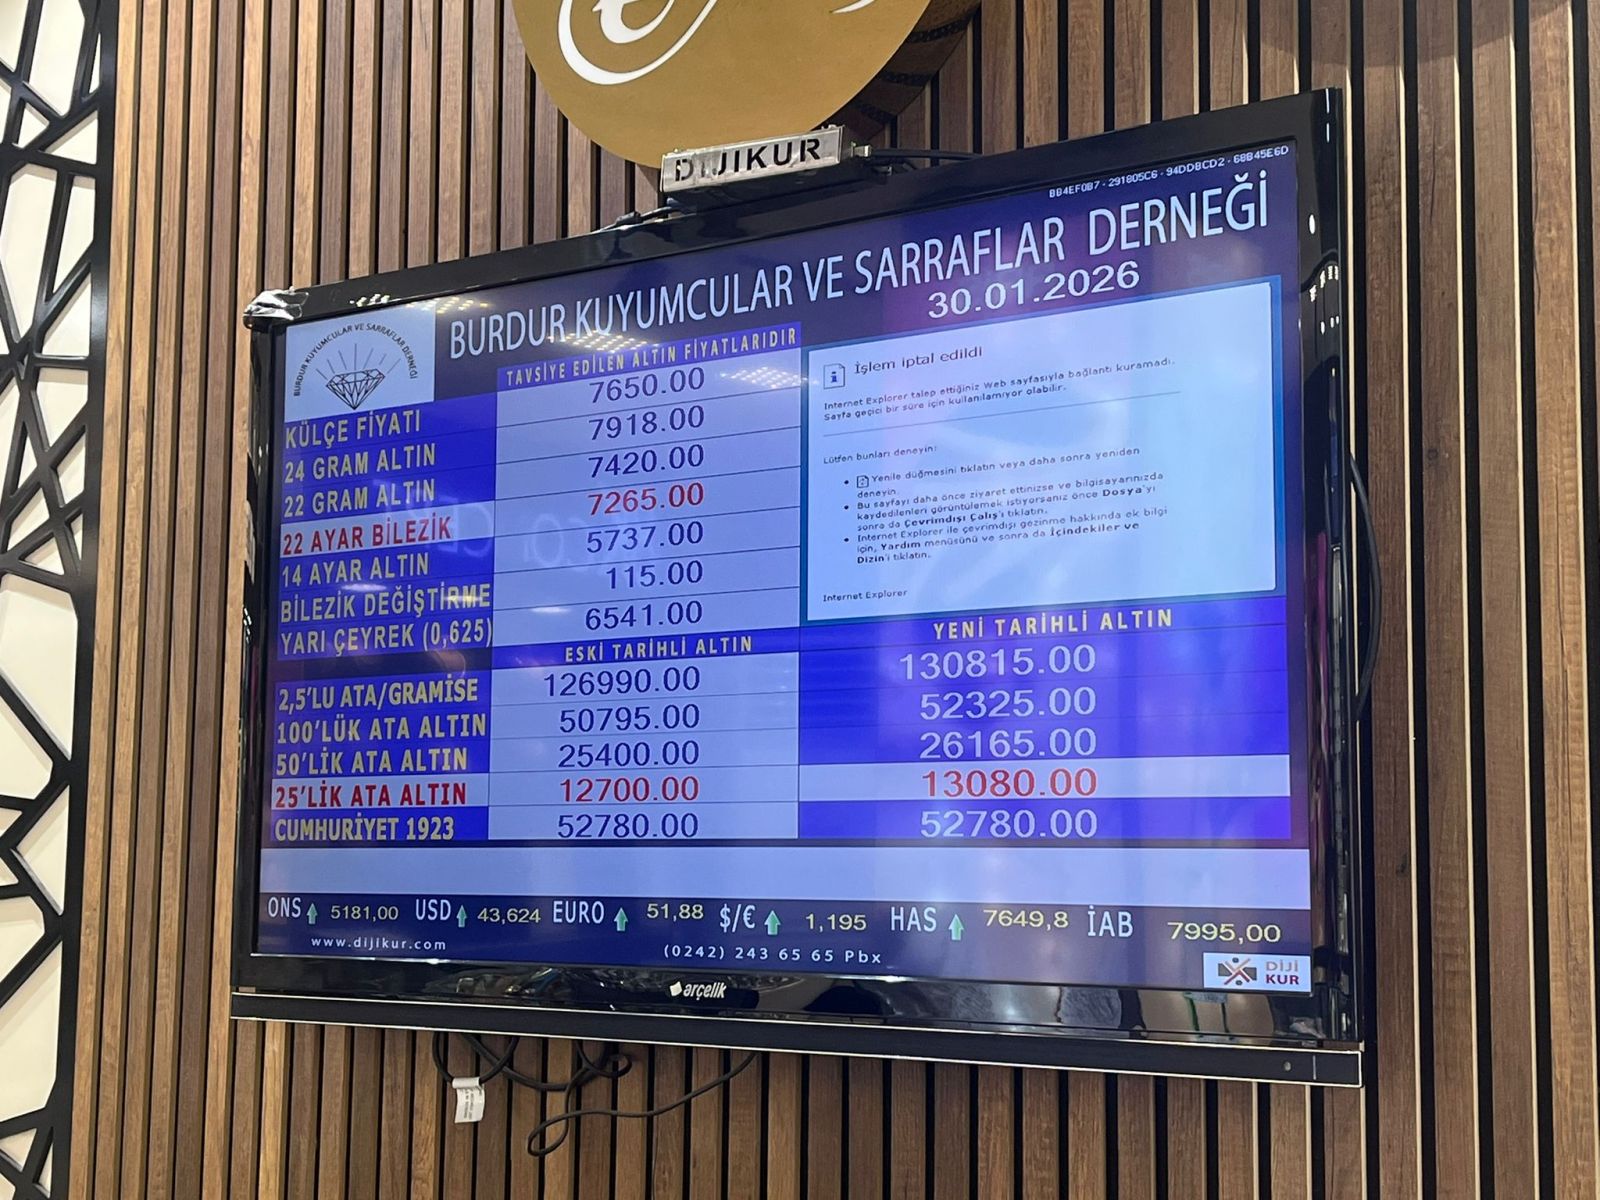 DIJIKUR
BB4EF0B7 - 291805C6 - 94DDBCD2 - 68B45E6D
BURDUR KUYUMCULAR VE SARRAFLAR DERNEĞİ
30.01.2026
BURDUR KUYUMCULAR VE SARRAFLAR DERNEĞİ
TAVSİYE EDİLEN ALTIN FİYATLARIDIR
KÜLÇE FİYATI 7650.00
24 GRAM ALTIN 7918.00
22 GRAM ALTIN 7420.00
22 AYAR BİLEZİK 7265.00
14 AYAR ALTIN 5737.00
BİLEZİK DEĞİŞTİRME 115.00
YARI ÇEYREK (0,625) 6541.00
İşlem iptal edildi
Internet Explorer talep ettiğiniz Web sayfasıyla bağlantı kuramadı.
Sayfa geçici bir süre için kullanılamıyor olabilir.
Lütfen bunları deneyin:
Yenile düğmesini tıklatın veya daha sonra yeniden
deneyin.
Bu sayfayı daha önce ziyaret ettinizse ve bilgisayarınızda
kaydedilenleri görüntülemek istiyorsanız önce Dosya'yı
sonra da Çevrimdışı Çalış'ı tıklatın.
Internet Explorer ile çevrimdışı gezinme hakkında ek bilgi
için, Yardım menüsünü ve sonra da İçindekiler ve
Dizin'i tıklatın.
Internet Explorer
ESKİ TARİHLİ ALTIN YENİ TARİHLİ ALTIN
2,5'LU ATA/GRAMİSE 126990.00 130815.00
100'LÜK ATA ALTIN 50795.00 52325.00
50'LİK ATA ALTIN 25400.00 26165.00
25'LİK ATA ALTIN 12700.00 13080.00
CUMHURİYET 1923 52780.00 52780.00
ONS 5181,00 USD 43,624 EURO 51,88 $/€ 1,195 HAS 7649,8 İAB 7995,00
www.dijikur.com (0242) 243 65 65 Pbx
DİJİ
KUR
arçelik